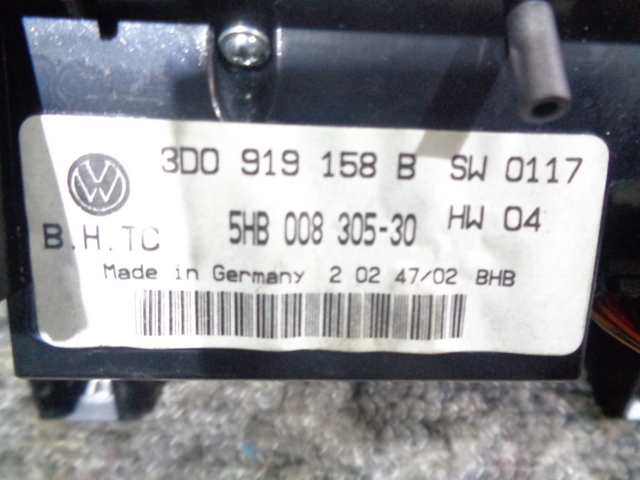 3D0 919 158 B SW 0117
5HB 008 305-30 HW 04
B.H.TC
Made in Germany 2 02 47/02 BHB